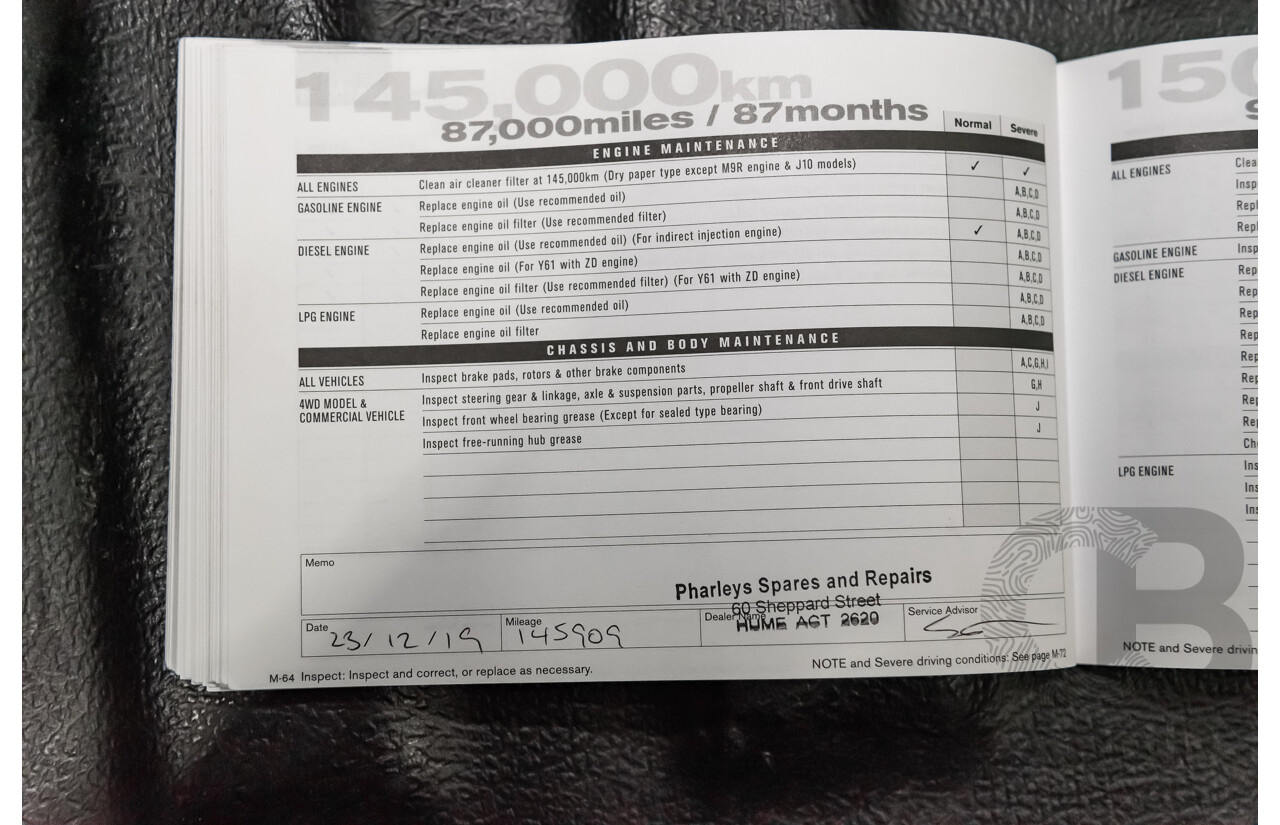 145,000km
87,000miles / 87months
Normal Severe
ENGINE MAINTENANCE
ALL ENGINES Clean air cleaner filter at 145,000km (Dry paper type except M9R engine & J10 models) ✓ ✓
GASOLINE ENGINE Replace engine oil (Use recommended oil) A,B,C,D
Replace engine oil filter (Use recommended filter) A,B,C,D
DIESEL ENGINE Replace engine oil (Use recommended oil) (For indirect injection engine) ✓ A,B,C,D
Replace engine oil (For Y61 with ZD engine) A,B,C,D
Replace engine oil filter (Use recommended filter) (For Y61 with ZD engine) A,B,C,D
LPG ENGINE Replace engine oil (Use recommended oil) A,B,C,D
Replace engine oil filter A,B,C,D
CHASSIS AND BODY MAINTENANCE
ALL VEHICLES Inspect brake pads, rotors & other brake components A,C,G,H,I
4WD MODEL & Inspect steering gear & linkage, axle & suspension parts, propeller shaft & front drive shaft G,H
COMMERCIAL VEHICLE Inspect front wheel bearing grease (Except for sealed type bearing) J
Inspect free-running hub grease J
Memo
Pharleys Spares and Repairs
60 Sheppard Street
HUME ACT 2620
Date 23/12/19 Mileage 145909 Dealer Name Service Advisor
M-64 Inspect: Inspect and correct, or replace as necessary. NOTE and Severe driving conditions: See page M-72
150
ALL ENGINES
GASOLINE ENGINE
DIESEL ENGINE
LPG ENGINE
NOTE and Severe
B